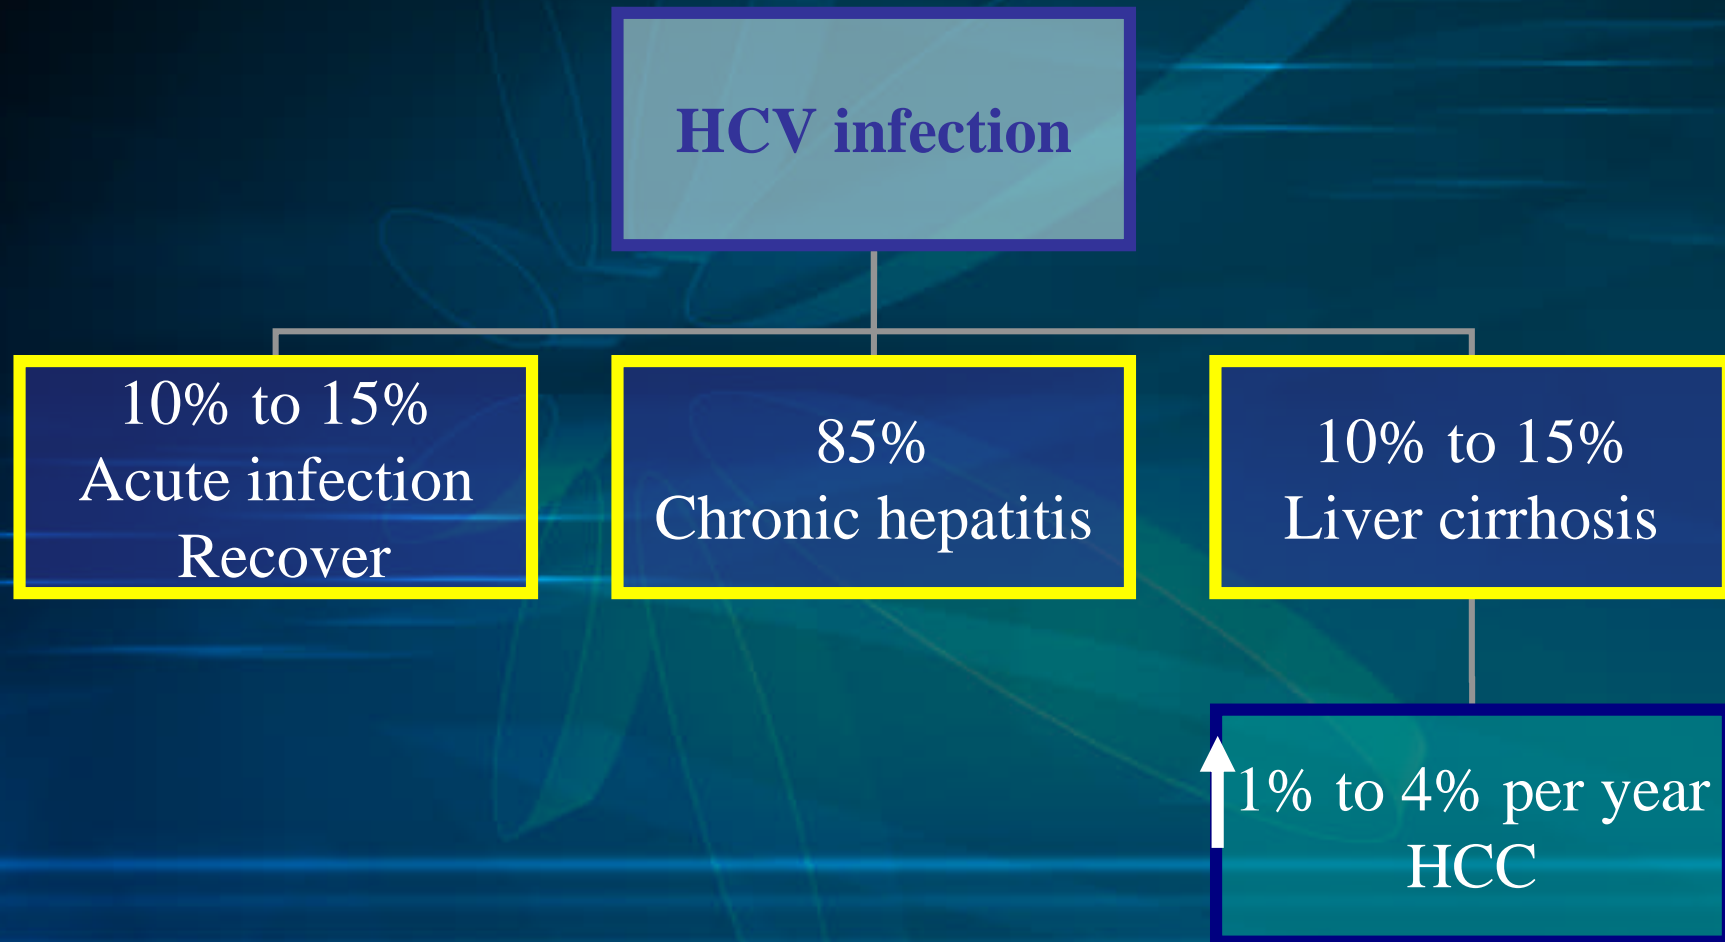 HCV infection
10% to 15%
Acute infection
Recover
85%
Chronic hepatitis
10% to 15%
Liver cirrhosis
1% to 4% per year
HCC